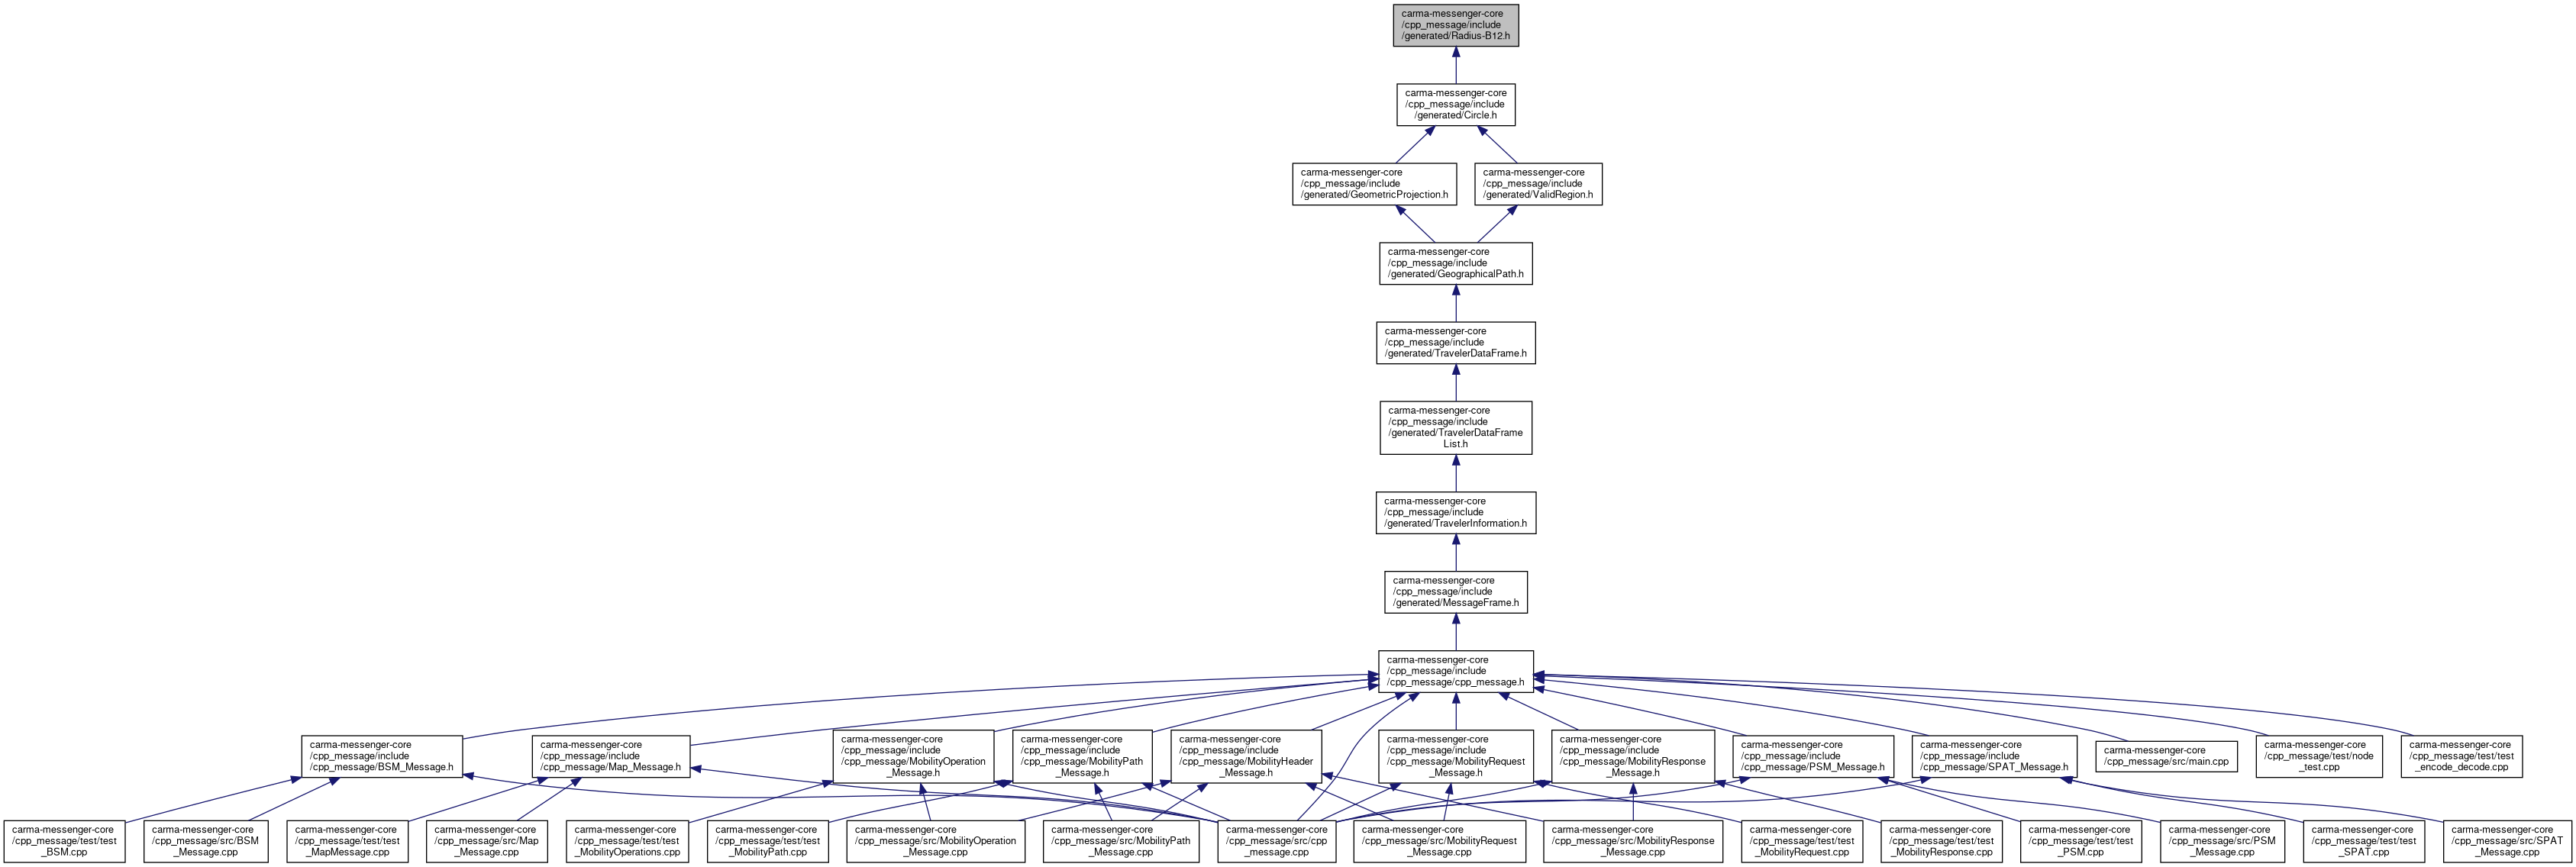 carma-messenger-core
/cpp_message/include
/generated/Radius-B12.h
carma-messenger-core
/cpp_message/include
/generated/Circle.h
carma-messenger-core
/cpp_message/include
/generated/GeometricProjection.h
carma-messenger-core
/cpp_message/include
/generated/ValidRegion.h
carma-messenger-core
/cpp_message/include
/generated/GeographicalPath.h
carma-messenger-core
/cpp_message/include
/generated/TravelerDataFrame.h
carma-messenger-core
/cpp_message/include
/generated/TravelerDataFrame
List.h
carma-messenger-core
/cpp_message/include
/generated/TravelerInformation.h
carma-messenger-core
/cpp_message/include
/generated/MessageFrame.h
carma-messenger-core
/cpp_message/include
/cpp_message/cpp_message.h
carma-messenger-core
/cpp_message/include
/cpp_message/BSM_Message.h
carma-messenger-core
/cpp_message/include
/cpp_message/Map_Message.h
carma-messenger-core
/cpp_message/include
/cpp_message/MobilityOperation
_Message.h
carma-messenger-core
/cpp_message/include
/cpp_message/MobilityPath
_Message.h
carma-messenger-core
/cpp_message/include
/cpp_message/MobilityHeader
_Message.h
carma-messenger-core
/cpp_message/include
/cpp_message/MobilityRequest
_Message.h
carma-messenger-core
/cpp_message/include
/cpp_message/MobilityResponse
_Message.h
carma-messenger-core
/cpp_message/include
/cpp_message/PSM_Message.h
carma-messenger-core
/cpp_message/include
/cpp_message/SPAT_Message.h
carma-messenger-core
/cpp_message/src/main.cpp
carma-messenger-core
/cpp_message/test/node
_test.cpp
carma-messenger-core
/cpp_message/test/test
_encode_decode.cpp
carma-messenger-core
/cpp_message/test/test
_BSM.cpp
carma-messenger-core
/cpp_message/src/BSM
_Message.cpp
carma-messenger-core
/cpp_message/test/test
_MapMessage.cpp
carma-messenger-core
/cpp_message/src/Map
_Message.cpp
carma-messenger-core
/cpp_message/test/test
_MobilityOperations.cpp
carma-messenger-core
/cpp_message/test/test
_MobilityPath.cpp
carma-messenger-core
/cpp_message/src/MobilityOperation
_Message.cpp
carma-messenger-core
/cpp_message/src/MobilityPath
_Message.cpp
carma-messenger-core
/cpp_message/src/cpp
_message.cpp
carma-messenger-core
/cpp_message/src/MobilityRequest
_Message.cpp
carma-messenger-core
/cpp_message/src/MobilityResponse
_Message.cpp
carma-messenger-core
/cpp_message/test/test
_MobilityRequest.cpp
carma-messenger-core
/cpp_message/test/test
_MobilityResponse.cpp
carma-messenger-core
/cpp_message/test/test
_PSM.cpp
carma-messenger-core
/cpp_message/src/PSM
_Message.cpp
carma-messenger-core
/cpp_message/test/test
_SPAT.cpp
carma-messenger-core
/cpp_message/src/SPAT
_Message.cpp